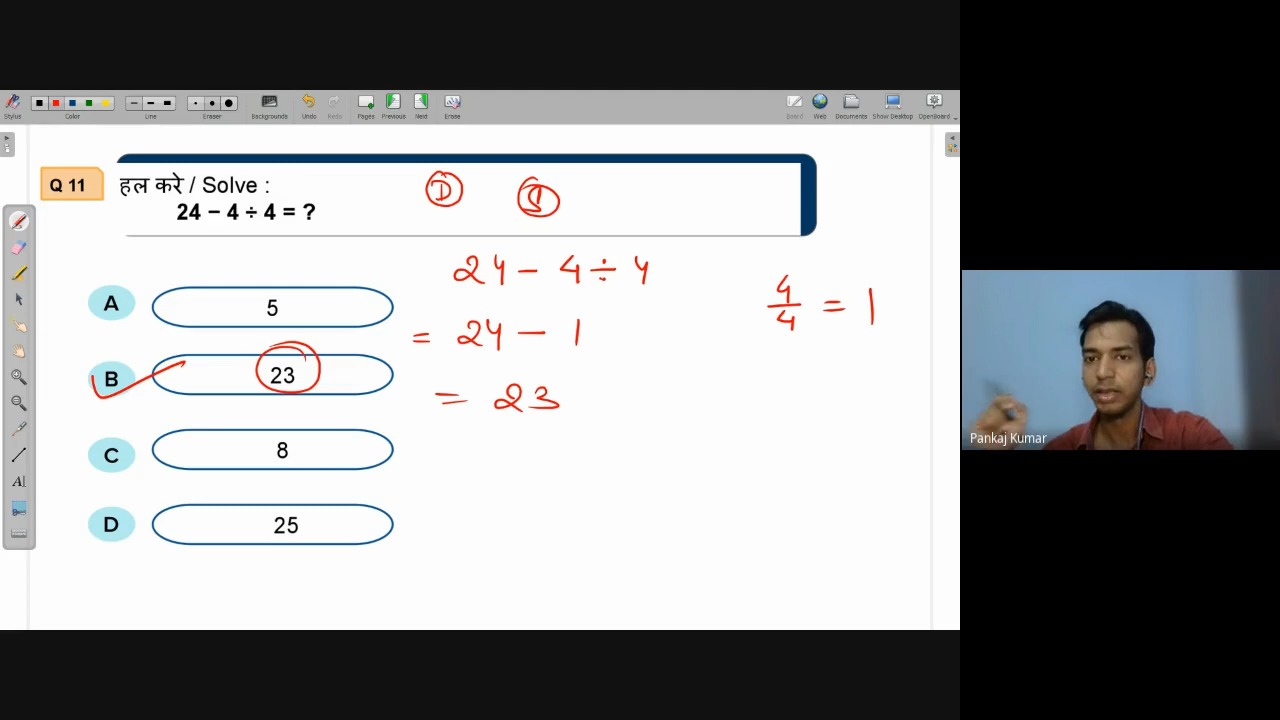 Stylus Color Line Eraser Backgrounds Undo Redo Pages Previous Next Erase Board Web Documents Show Desktop OpenBoard
Q 11 हल करे / Solve :
24 − 4 ÷ 4 = ?
D S
24 − 4 ÷ 4
4/4 = 1
A 5
= 24 − 1
B 23
= 23
C 8
D 25
Pankaj Kumar